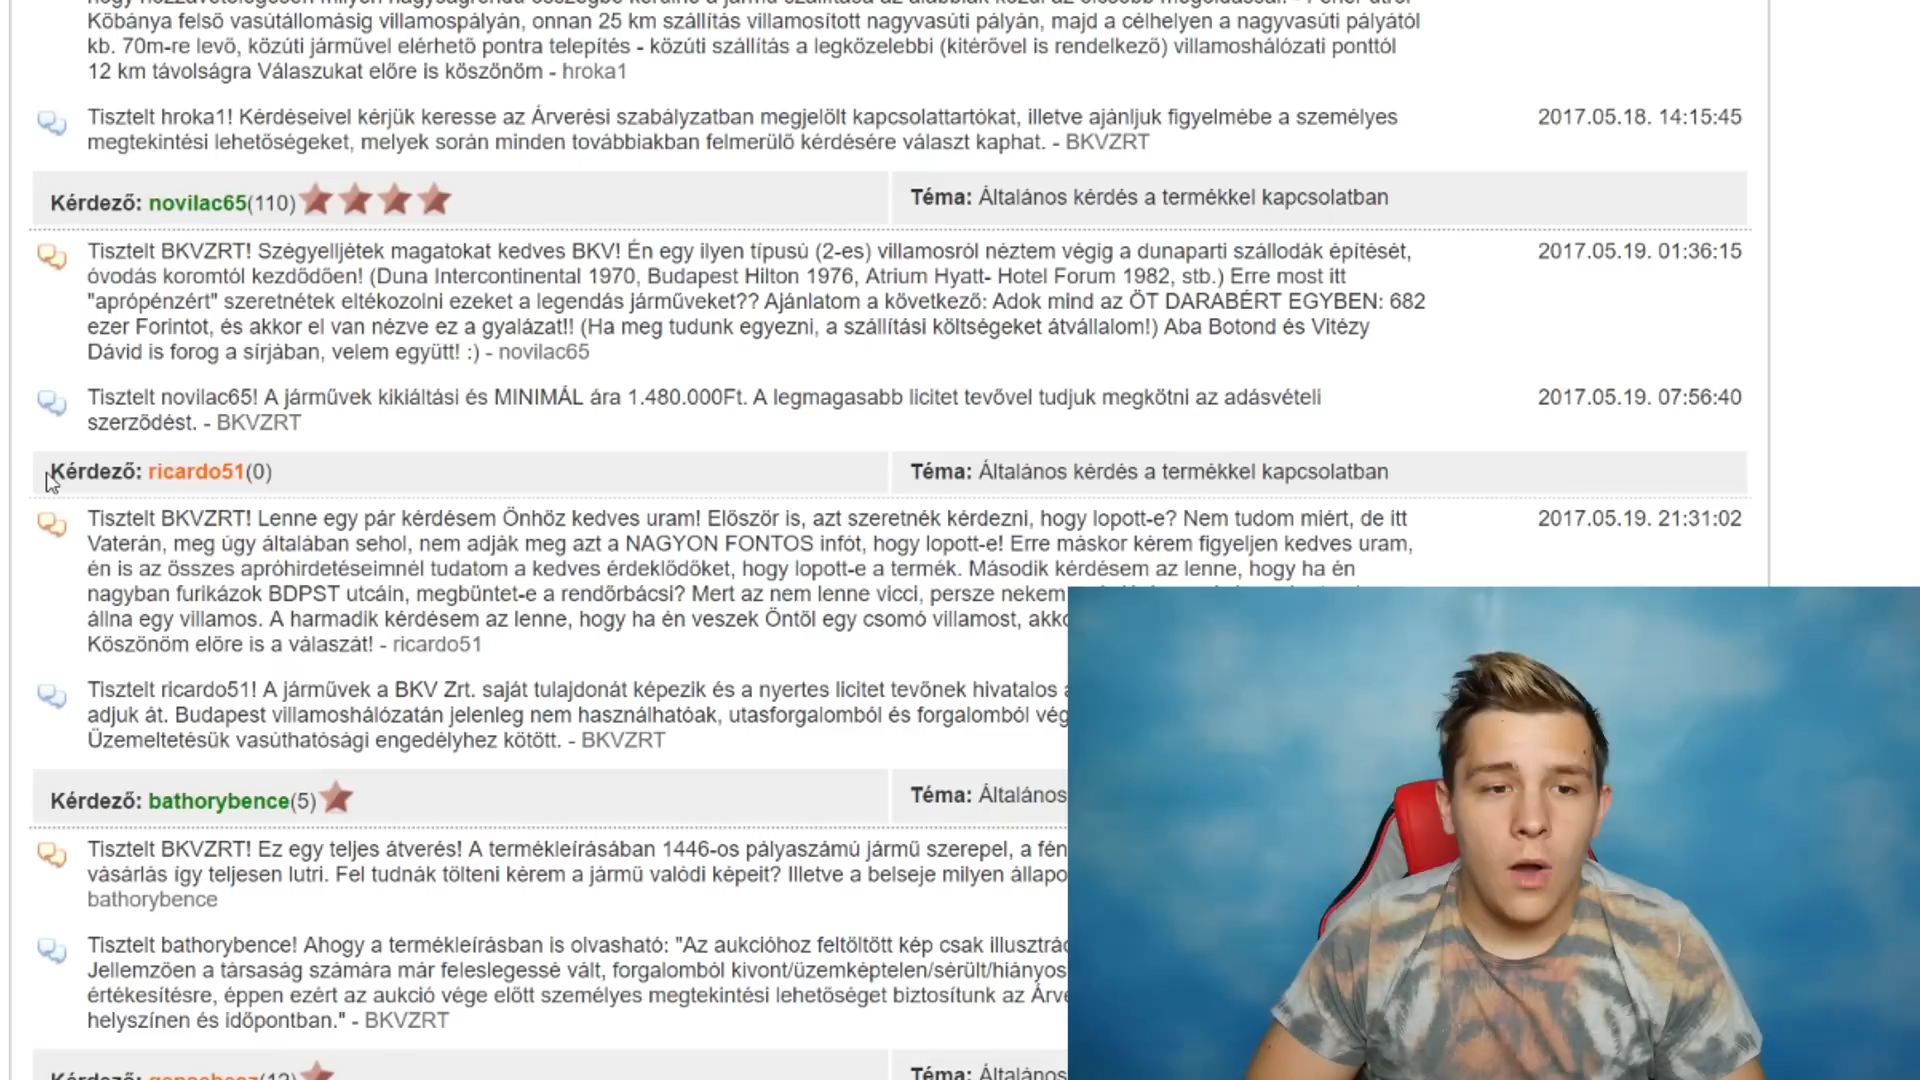 Kőbánya felső vasútállomásig villamospályán, onnan 25 km szállítás villamosított nagyvasúti pályán, majd a célhelyen a nagyvasúti pályától
kb. 70m-re levő, közúti járművel elérhető pontra telepítés - közúti szállítás a legközelebbi (kitérővel is rendelkező) villamoshálózati ponttól
12 km távolságra Válaszukat előre is köszönöm - hroka1
Tisztelt hroka1! Kérdéseivel kérjük keresse az Árverési szabályzatban megjelölt kapcsolattartókat, illetve ajánljuk figyelmébe a személyes
2017.05.18. 14:15:45
megtekintési lehetőségeket, melyek során minden továbbiakban felmerülő kérdésére választ kaphat. - BKVZRT
Kérdező: novilac65(110)
Téma: Általános kérdés a termékkel kapcsolatban
Tisztelt BKVZRT! Szégyelljétek magatokat kedves BKV! Én egy ilyen típusú (2-es) villamosról néztem végig a dunaparti szállodák építését,
2017.05.19. 01:36:15
óvodás koromtól kezdődően! (Duna Intercontinental 1970, Budapest Hilton 1976, Atrium Hyatt- Hotel Forum 1982, stb.) Erre most itt
"aprópénzért" szeretnétek eltékozolni ezeket a legendás járműveket?? Ajánlatom a következő: Adok mind az ÖT DARABÉRT EGYBEN: 682
ezer Forintot, és akkor el van nézve ez a gyalázat!! (Ha meg tudunk egyezni, a szállítási költségeket átvállalom!) Aba Botond és Vitézy
Dávid is forog a sírjában, velem együtt! :) - novilac65
Tisztelt novilac65! A járművek kikiáltási és MINIMÁL ára 1.480.000Ft. A legmagasabb licitet tevővel tudjuk megkötni az adásvételi
2017.05.19. 07:56:40
szerződést. - BKVZRT
Kérdező: ricardo51(0)
Téma: Általános kérdés a termékkel kapcsolatban
Tisztelt BKVZRT! Lenne egy pár kérdésem Önhöz kedves uram! Először is, azt szeretnék kérdezni, hogy lopott-e? Nem tudom miért, de itt
2017.05.19. 21:31:02
Vaterán, meg úgy általában sehol, nem adják meg azt a NAGYON FONTOS infót, hogy lopott-e! Erre máskor kérem figyeljen kedves uram,
én is az összes apróhirdetéseimnél tudatom a kedves érdeklődőket, hogy lopott-e a termék. Második kérdésem az lenne, hogy ha én
nagyban furikázok BDPST utcáin, megbüntet-e a rendőrbácsi? Mert az nem lenne vicci, persze nekem
állna egy villamos. A harmadik kérdésem az lenne, hogy ha én veszek Öntől egy csomó villamost,
Köszönöm előre is a válaszát! - ricardo51
Tisztelt ricardo51! A járművek a BKV Zrt. saját tulajdonát képezik és a nyertes licitet tevőnek hivatalos
adjuk át. Budapest villamoshálózatán jelenleg nem használhatóak, utasforgalomból és forgalomból
Üzemeltetésük vasúthatósági engedélyhez kötött. - BKVZRT
Kérdező: bathorybence(5)
Téma: Általános
Tisztelt BKVZRT! Ez egy teljes átverés! A termékleírásában 1446-os pályaszámú jármű szerepel, a
vásárlás így teljesen lutri. Fel tudnák tölteni kérem a jármű valódi képeit? Illetve a belseje milyen
bathorybence
Tisztelt bathorybence! Ahogy a termékleírásban is olvasható: "Az aukcióhoz feltöltött kép csak
Jellemzően a társaság számára már feleslegessé vált, forgalomból kivont/üzemképtelen/sérült/hiányos
értékesítésre, éppen ezért az aukció vége előtt személyes megtekintési lehetőséget biztosítunk az
helyszínen és időpontban." - BKVZRT
Kérdező:
Téma: Általános